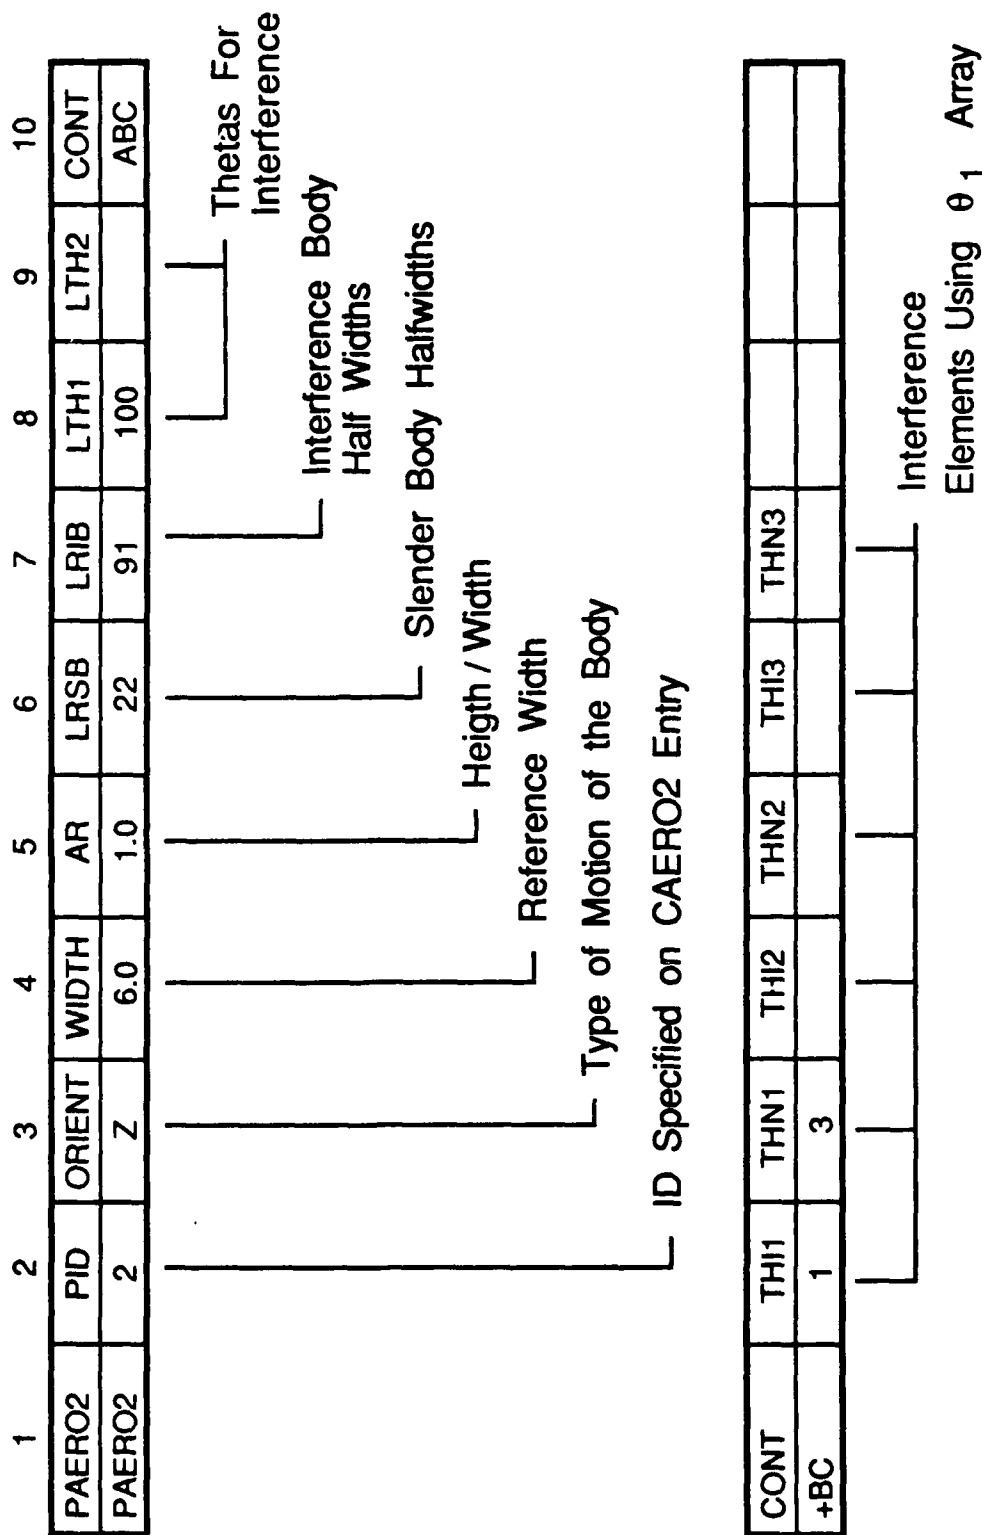 1 2 3 4 5 6 7 8 9 10
PAERO2 PID ORIENT WIDTH AR LRSB LRIB LTH1 LTH2 CONT
PAERO2 2 Z 6.0 1.0 22 91 100 ABC
Thetas For
Interference
Interference Body
Half Widths
Slender Body Halfwidths
Heigth / Width
Reference Width
Type of Motion of the Body
ID Specified on CAERO2 Entry
CONT THI1 THN1 THI2 THN2 THI3 THN3
+BC 1 3
Interference
Elements Using θ1 Array